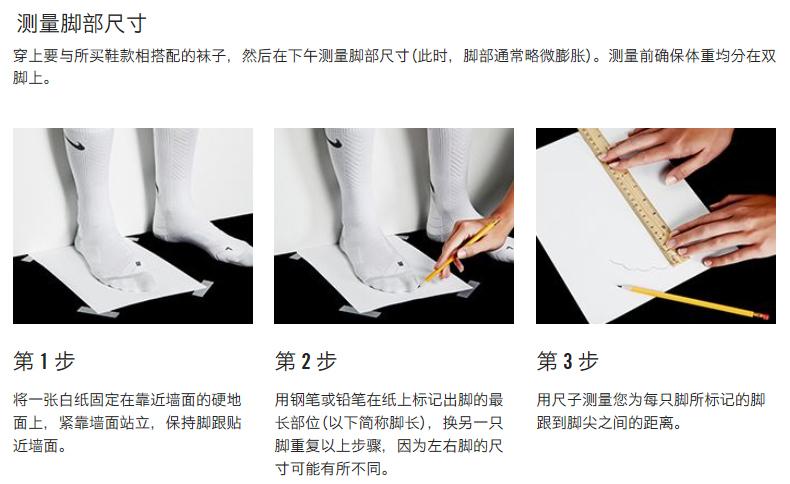 测量脚部尺寸
穿上要与所买鞋款相搭配的袜子，然后在下午测量脚部尺寸(此时，脚部通常略微膨胀)。测量前确保体重均分在双
脚上。
第 1 步
将一张白纸固定在靠近墙面的硬地
面上，紧靠墙面站立，保持脚跟贴
近墙面。
第 2 步
用钢笔或铅笔在纸上标记出脚的最
长部位(以下简称脚长)，换另一只
脚重复以上步骤，因为左右脚的尺
寸可能有所不同。
第 3 步
用尺子测量您为每只脚所标记的脚
跟到脚尖之间的距离。